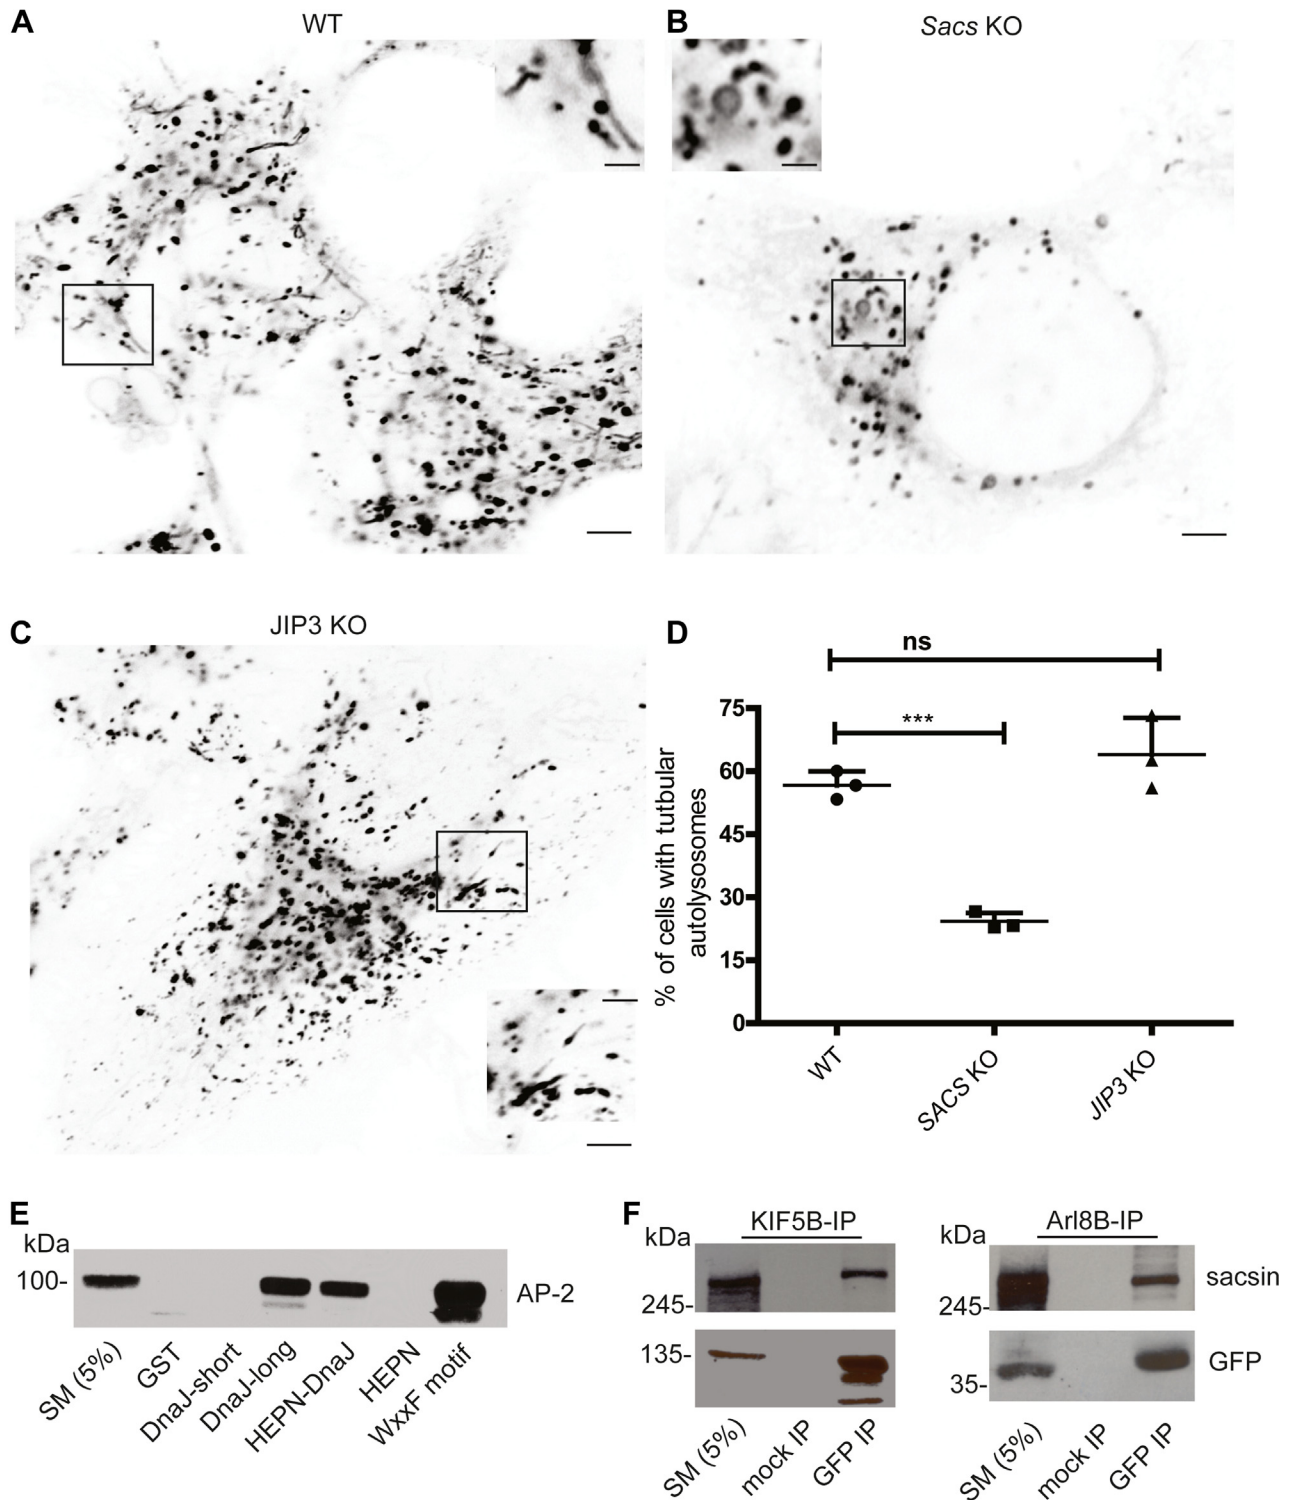 A
WT
B
Sacs KO
C
JIP3 KO
D
ns
***
75
60
45
30
15
0
% of cells with tutbular
autolysosomes
WT
SACS KO
JIP3 KO
E
kDa
100-
AP-2
SM (5%)
GST
DnaJ-short
DnaJ-long
HEPN-DnaJ
HEPN
WxxF motif
F
KIF5B-IP
kDa
245-
135-
SM (5%)
mock IP
GFP IP
Arl8B-IP
kDa
sacsin
245-
GFP
35-
SM (5%)
mock IP
GFP IP